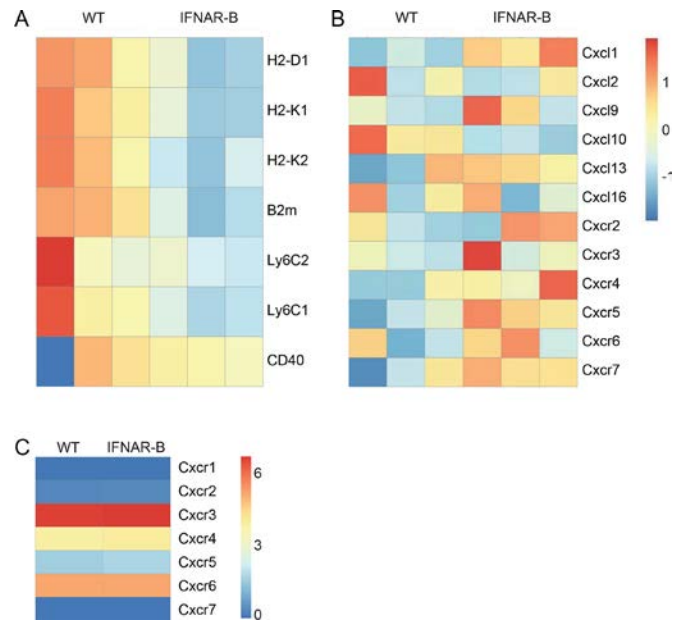 A
WT IFNAR-B
H2-D1
H2-K1
H2-K2
B2m
Ly6C2
Ly6C1
CD40
B
WT IFNAR-B
Cxcl1
Cxcl2
Cxcl9
Cxcl10
Cxcl13
Cxcl16
Cxcr2
Cxcr3
Cxcr4
Cxcr5
Cxcr6
Cxcr7
1
0
-1
C
WT IFNAR-B
Cxcr1
Cxcr2
Cxcr3
Cxcr4
Cxcr5
Cxcr6
Cxcr7
6
3
0